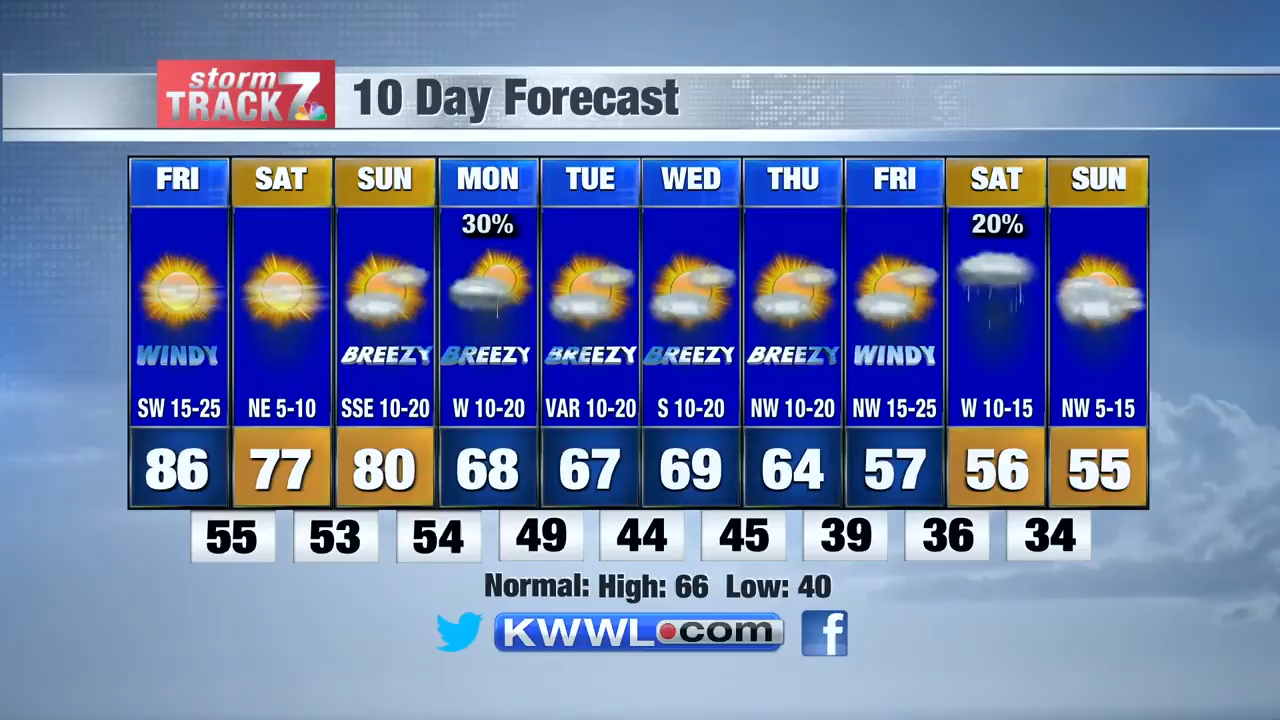 storm
TRACK 7
10 Day Forecast
FRI SAT SUN MON TUE WED THU FRI SAT SUN
30% 20%
WINDY BREEZY BREEZY BREEZY BREEZY BREEZY WINDY
SW 15-25 NE 5-10 SSE 10-20 W 10-20 VAR 10-20 S 10-20 NW 10-20 NW 15-25 W 10-15 NW 5-15
86 77 80 68 67 69 64 57 56 55
55 53 54 49 44 45 39 36 34
Normal: High: 66 Low: 40
KWWL.com f